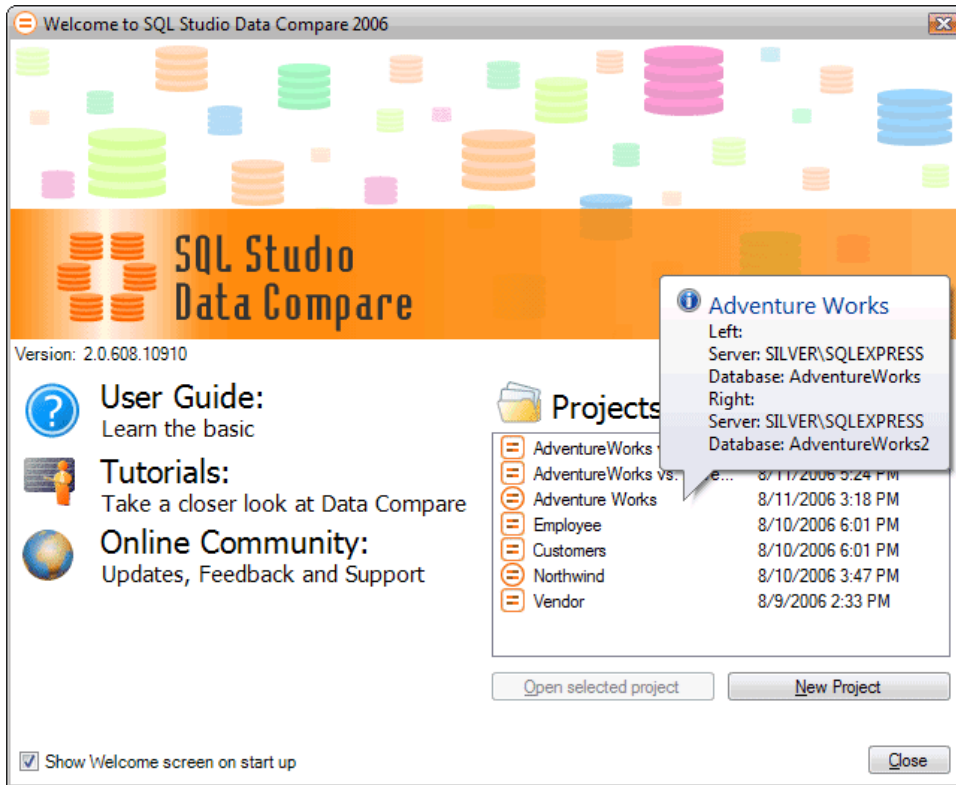 Welcome to SQL Studio Data Compare 2006
SQL Studio
Data Compare
Version: 2.0.608.10910
User Guide:
Learn the basic
Tutorials:
Take a closer look at Data Compare
Online Community:
Updates, Feedback and Support
Projects
Adventure Works
Left:
Server: SILVER\SQLEXPRESS
Database: AdventureWorks
Right:
Server: SILVER\SQLEXPRESS
Database: AdventureWorks2
AdventureWorks
AdventureWorks vs. 8/11/2006 5:24 PM
Adventure Works 8/11/2006 3:18 PM
Employee 8/10/2006 6:01 PM
Customers 8/10/2006 6:01 PM
Northwind 8/10/2006 3:47 PM
Vendor 8/9/2006 2:33 PM
Open selected project
New Project
Show Welcome screen on start up
Close